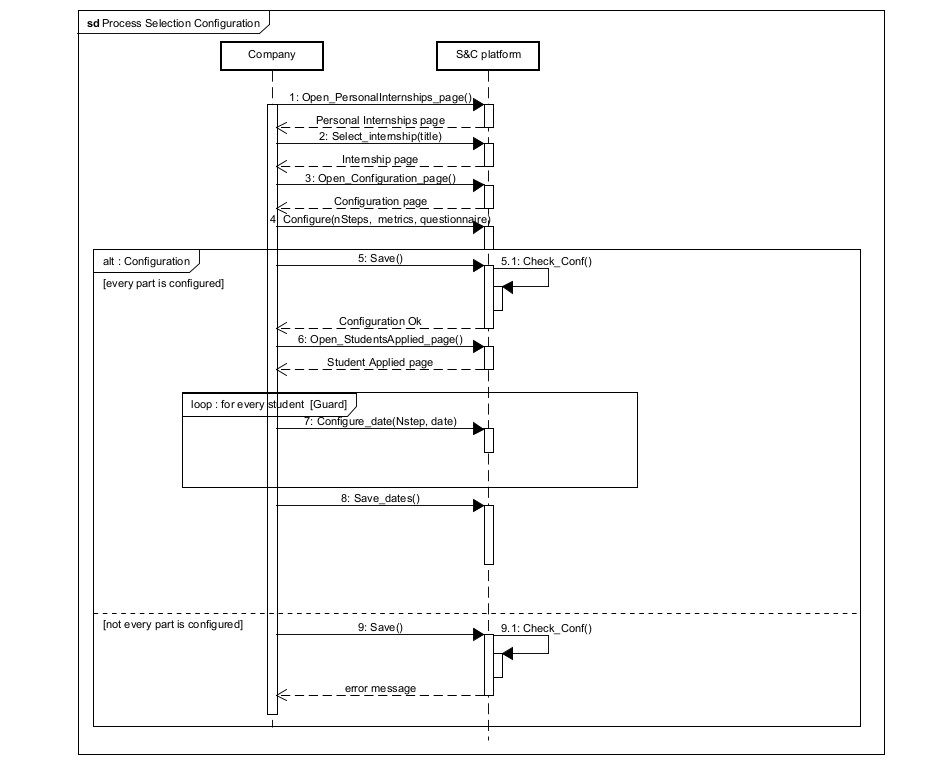 sd Process Selection Configuration
Company
S&C platform
1: Open_PersonalInternships_page()
Personal Internships page
2: Select_internship(title)
Internship page
3: Open_Configuration_page()
Configuration page
4 Configure(nSteps, metrics, questionnaire)
alt : Configuration
[every part is configured]
5: Save()
5.1: Check_Conf()
Configuration Ok
6: Open_StudentsApplied_page()
Student Applied page
loop : for every student [Guard]
7: Configure_date(Nstep, date)
8: Save_dates()
[not every part is configured]
9: Save()
9.1: Check_Conf()
error message